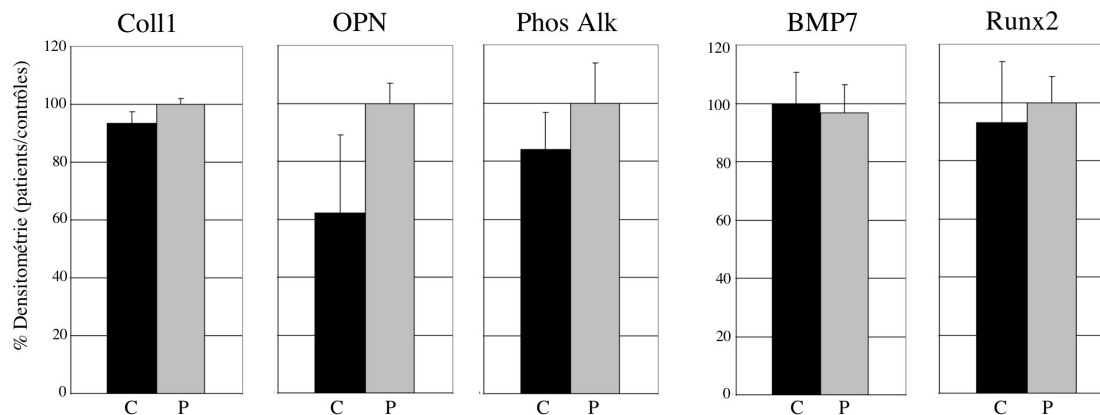 Coll1 OPN Phos Alk BMP7 Runx2
% Densitométrie (patients/contrôles)
120 120
100 100
80 80
60 60
40 40
20 20
0 0
C P C P C P C P C P